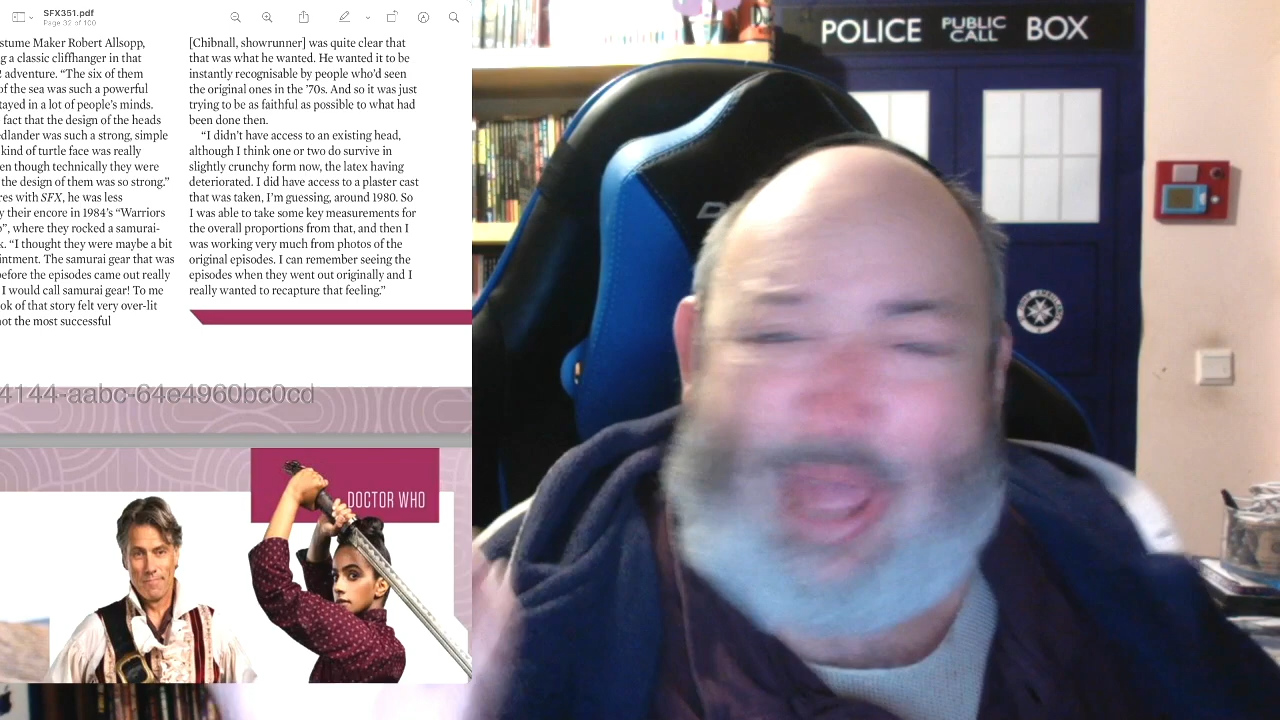 SFX351.pdf
Page 37 of 100
stume Maker Robert Allsopp,
g a classic cliffhanger in that
adventure. “The six of them
of the sea was such a powerful
tayed in a lot of people's minds.
fact that the design of the heads
edlander was such a strong, simple
kind of turtle face was really
en though technically they were
the design of them was so strong.”
res with SFX, he was less
y their encore in 1984's “Warriors
”, where they rocked a samurai-
k. “I thought they were maybe a bit
intment. The samurai gear that was
before the episodes came out really
I would call samurai gear! To me
ok of that story felt very over-lit
not the most successful
[Chibnall, showrunner] was quite clear that
that was what he wanted. He wanted it to be
instantly recognisable by people who'd seen
the original ones in the '70s. And so it was just
trying to be as faithful as possible to what had
been done then.
“I didn't have access to an existing head,
although I think one or two do survive in
slightly crunchy form now, the latex having
deteriorated. I did have access to a plaster cast
that was taken, I'm guessing, around 1980. So
I was able to take some key measurements for
the overall proportions from that, and then I
was working very much from photos of the
original episodes. I can remember seeing the
episodes when they went out originally and I
really wanted to recapture that feeling.”
4144-aabc-64e4960bc0cd
DOCTOR WHO
POLICE PUBLIC CALL BOX